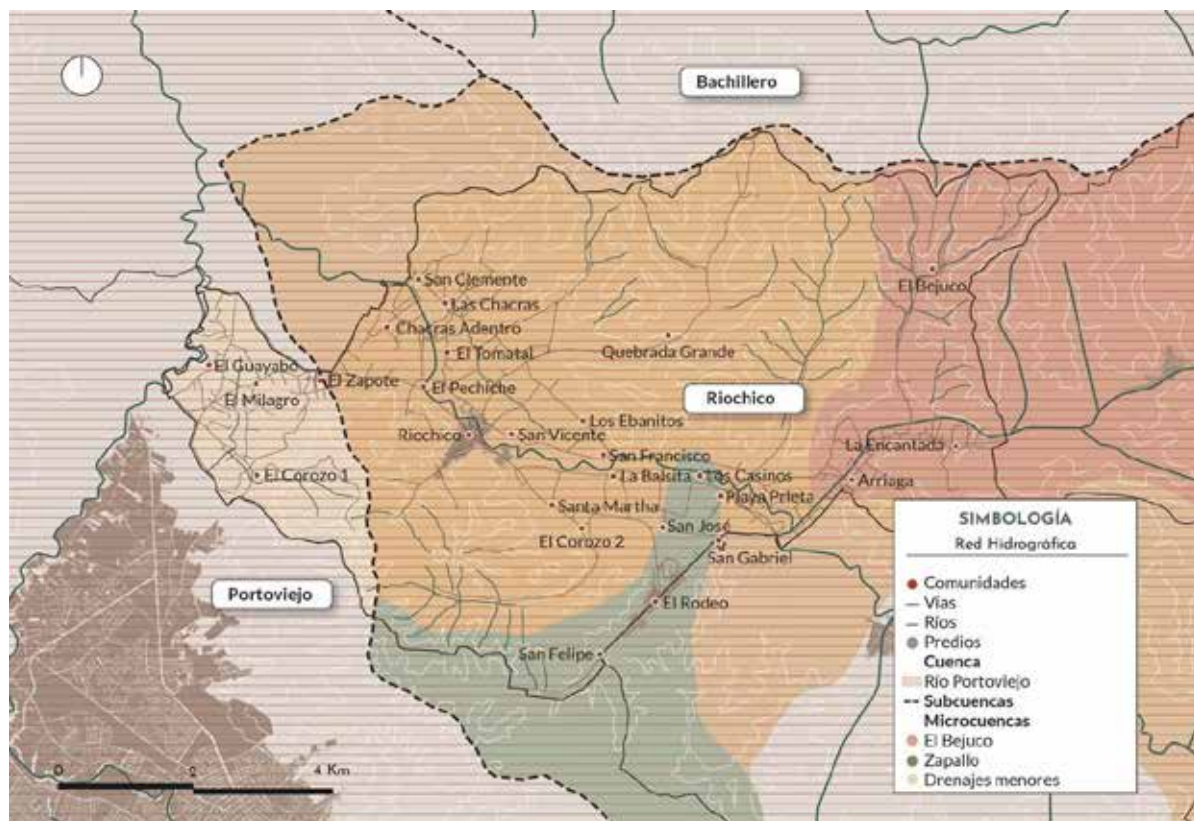 Bachillero
San Clemente
El Bejuco
Las Chacras
Chacras Adentro
Quebrada Grande
El Tomatal
El Guayabo
El Zapote
El Pechiche
El Milagro
Riochico
Los Ebanitos
Riochico
San Vicente
La Encantada
San Francisco
El Corozo 1
La Balsita
Los Casinos
Arriaga
Playa Prieta
Santa Martha
San José
El Corozo 2
San Gabriel
Portoviejo
El Rodeo
San Felipe
SIMBOLOGÍA
Red Hidrográfica
Comunidades
Vías
Ríos
Predios
Cuenca
Río Portoviejo
Subcuencas
Microcuencas
El Bejuco
Zapallo
Drenajes menores
0 2 4 Km